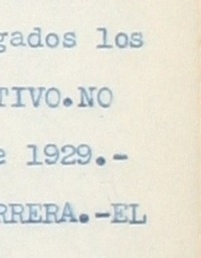 gados los
TIVO.NO
e 1929.-
RRERA.-EL